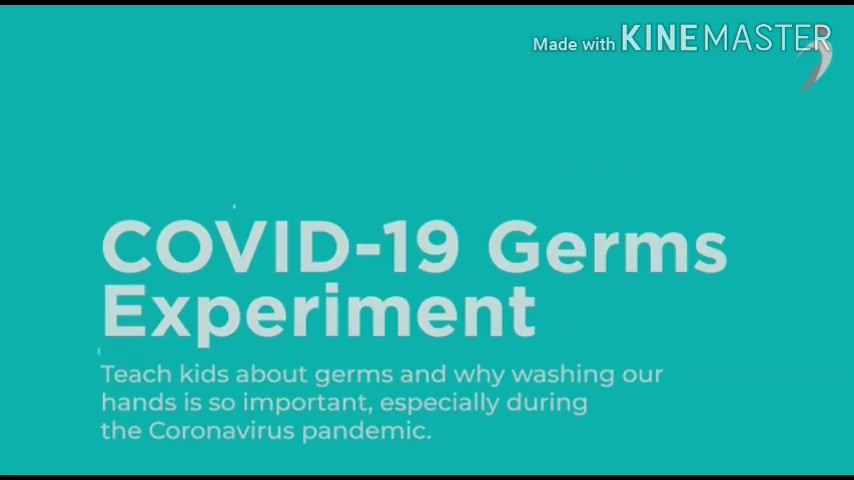 Made with KINEMASTER
COVID-19 Germs
Experiment
Teach kids about germs and why washing our
hands is so important, especially during
the Coronavirus pandemic.